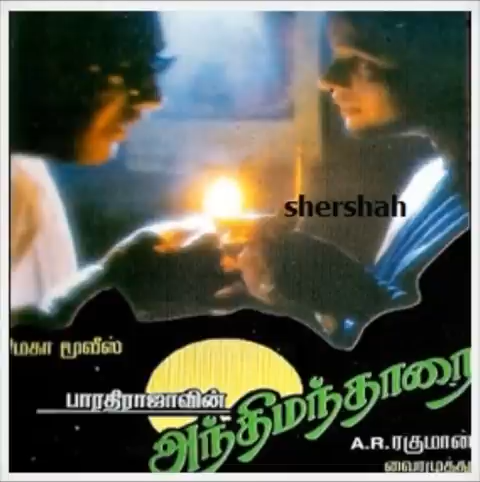 shershah
மகா மூவீஸ்
பாரதிராஜாவின்
அந்திமந்தாரை
A.R.ரகுமான்
வைரமுத்து